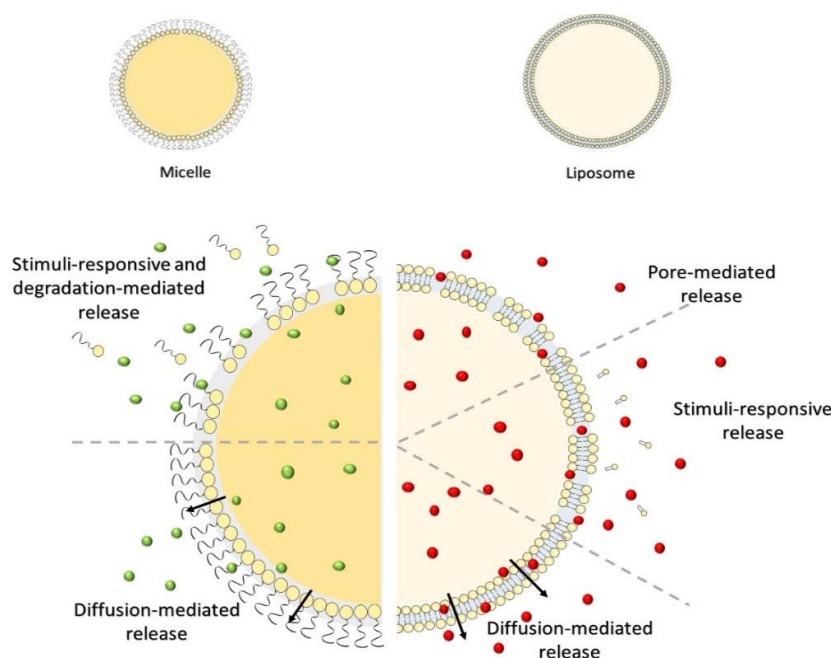 Micelle
Liposome
Stimuli-responsive and
degradation-mediated
release
Pore-mediated
release
Stimuli-responsive
release
Diffusion-mediated
release
Diffusion-mediated
release